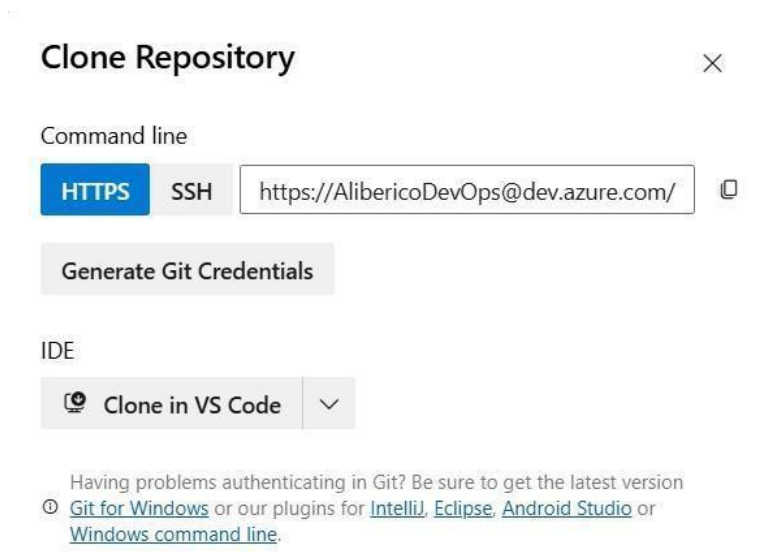 Clone Repository
Command line
HTTPS SSH https://AlibericoDevOps@dev.azure.com/
Generate Git Credentials
IDE
Clone in VS Code
Having problems authenticating in Git? Be sure to get the latest version
Git for Windows or our plugins for IntelliJ, Eclipse, Android Studio or
Windows command line.